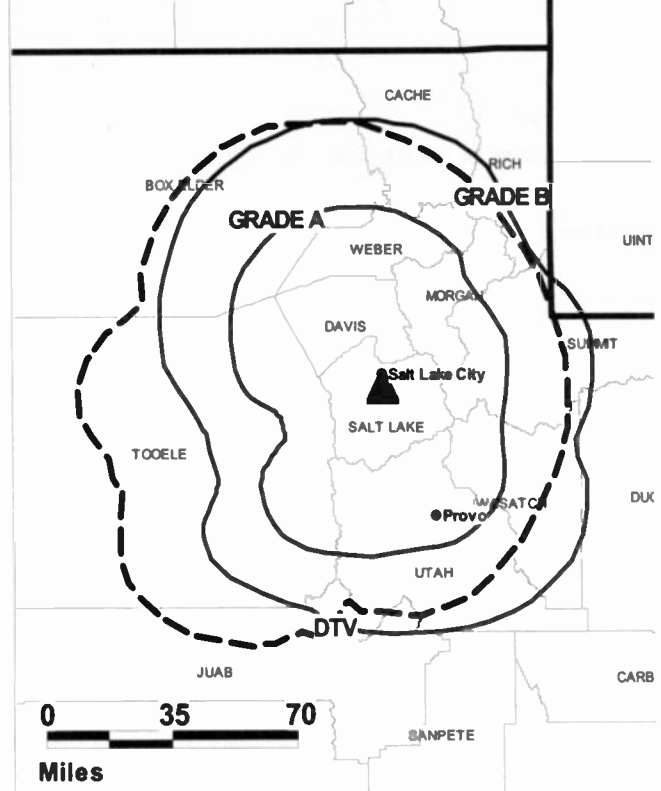 CACHE
RICH
BOX ELDER
GRADE B
GRADE A
UINT
WEBER
MORGAN
DAVIS
SUMMIT
Salt Lake City
SALT LAKE
TOOELE
WASATCH
DUC
Provo
UTAH
DTV
JUAB
CARB
0 35 70
SANPETE
Miles